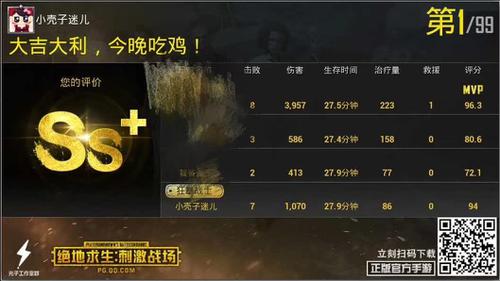 小壳子迷儿
第1/99
大吉大利，今晚吃鸡！
您的评价
击败 伤害 生存时间 治疗量 救援 评分
MVP
8 3,957 27.5分钟 223 1 96.3
3 586 27.4分钟 158 0 80.6
2 413 27.9分钟 77 0 72.1
小壳子迷儿 7 1,070 27.9分钟 86 0 94
Ss+
光子工作室群
绝地求生:刺激战场
PG.QQ.COM
立刻扫码下载
正版官方手游